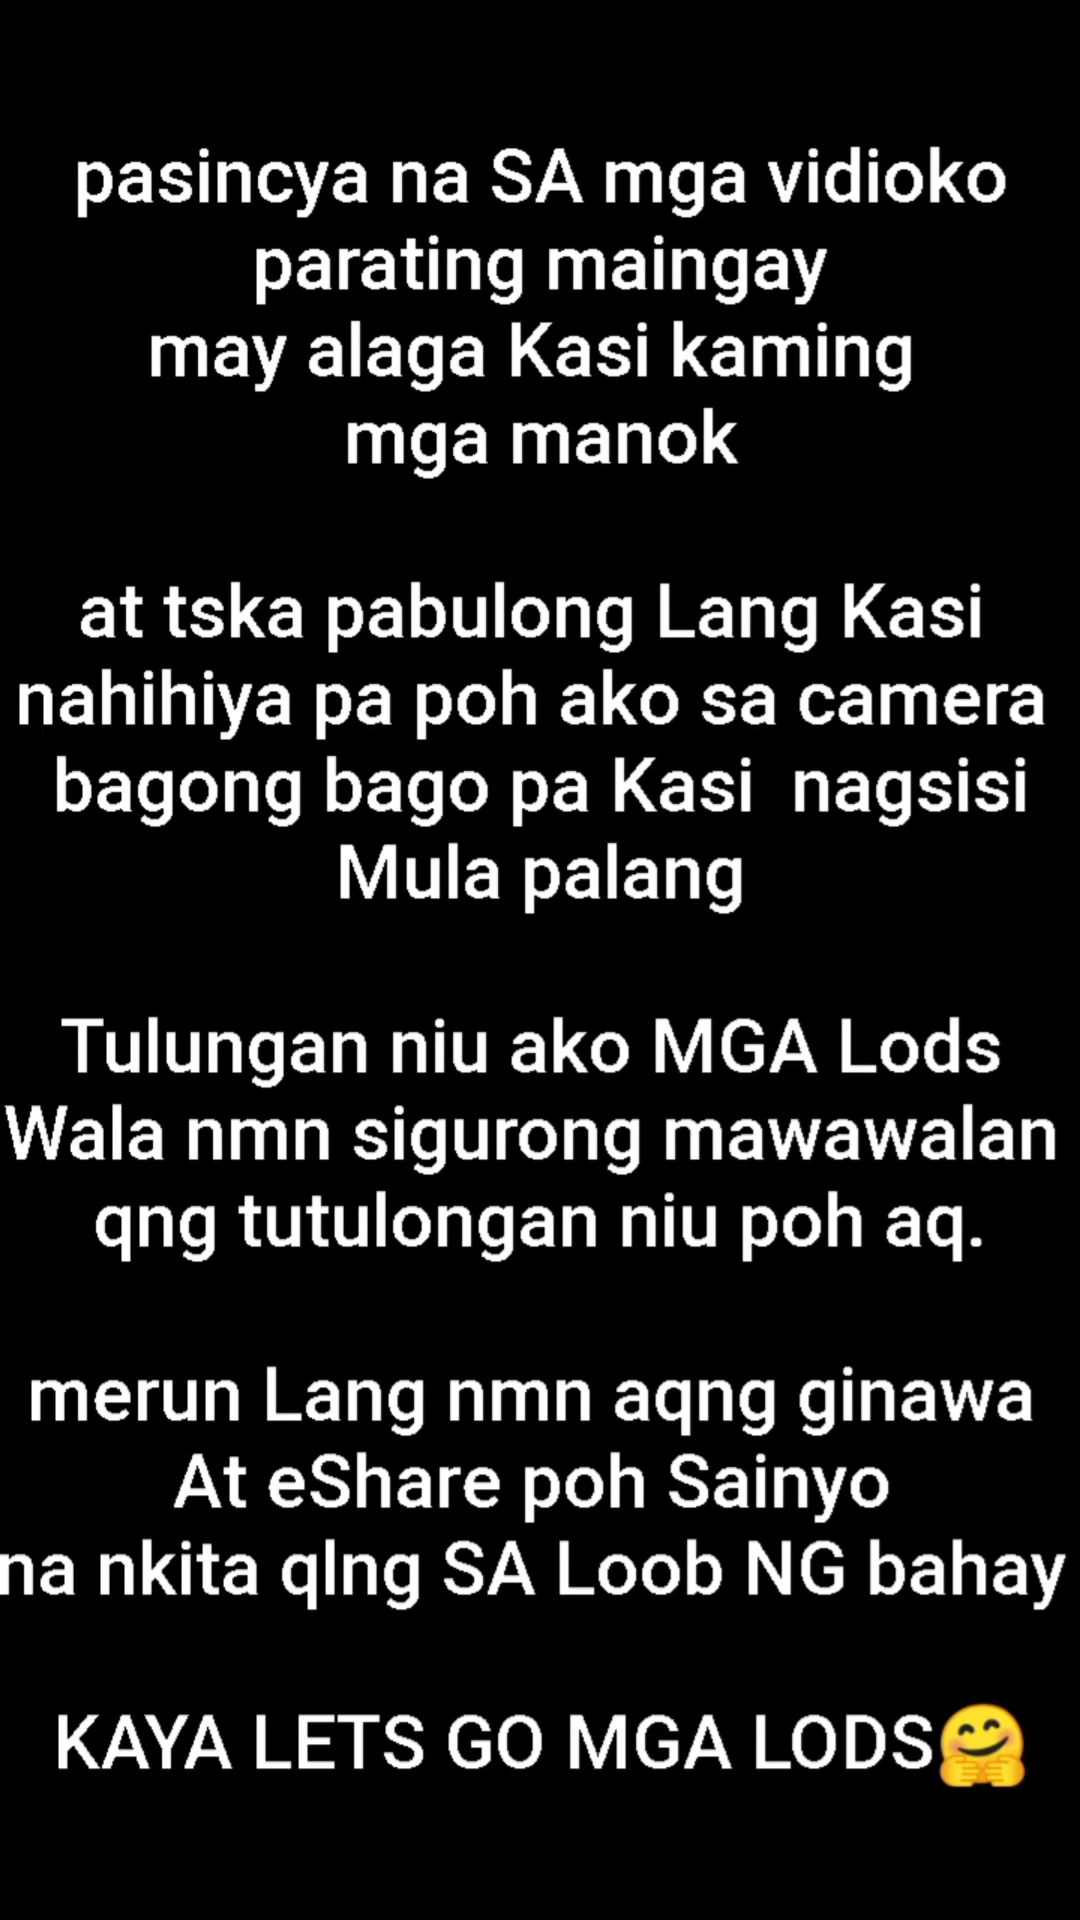 pasincya na SA mga vidioko
parating maingay
may alaga Kasi kaming
mga manok
at tska pabulong Lang Kasi
nahihiya pa poh ako sa camera
bagong bago pa Kasi  nagsisi
Mula palang
Tulungan niu ako MGA Lods
Wala nmn sigurong mawawalan
qng tutulongan niu poh aq.
merun Lang nmn aqng ginawa
At eShare poh Sainyo
na nkita qlng SA Loob NG bahay
KAYA LETS GO MGA LODS🤗